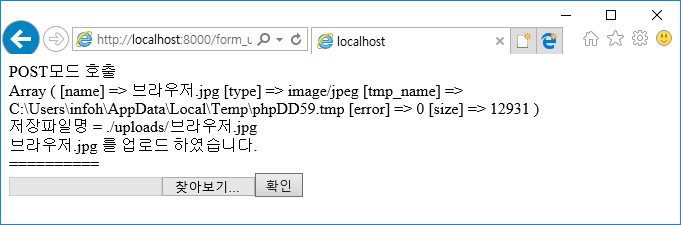 http://localhost:8000/form_u
localhost
POST모드 호출
Array ( [name] => 브라우저.jpg [type] => image/jpeg [tmp_name] =>
C:\Users\infoh\AppData\Local\Temp\phpDD59.tmp [error] => 0 [size] => 12931 )
저장파일명 = ./uploads/브라우저.jpg
브라우저.jpg 를 업로드 하였습니다.
==========
찾아보기... 확인